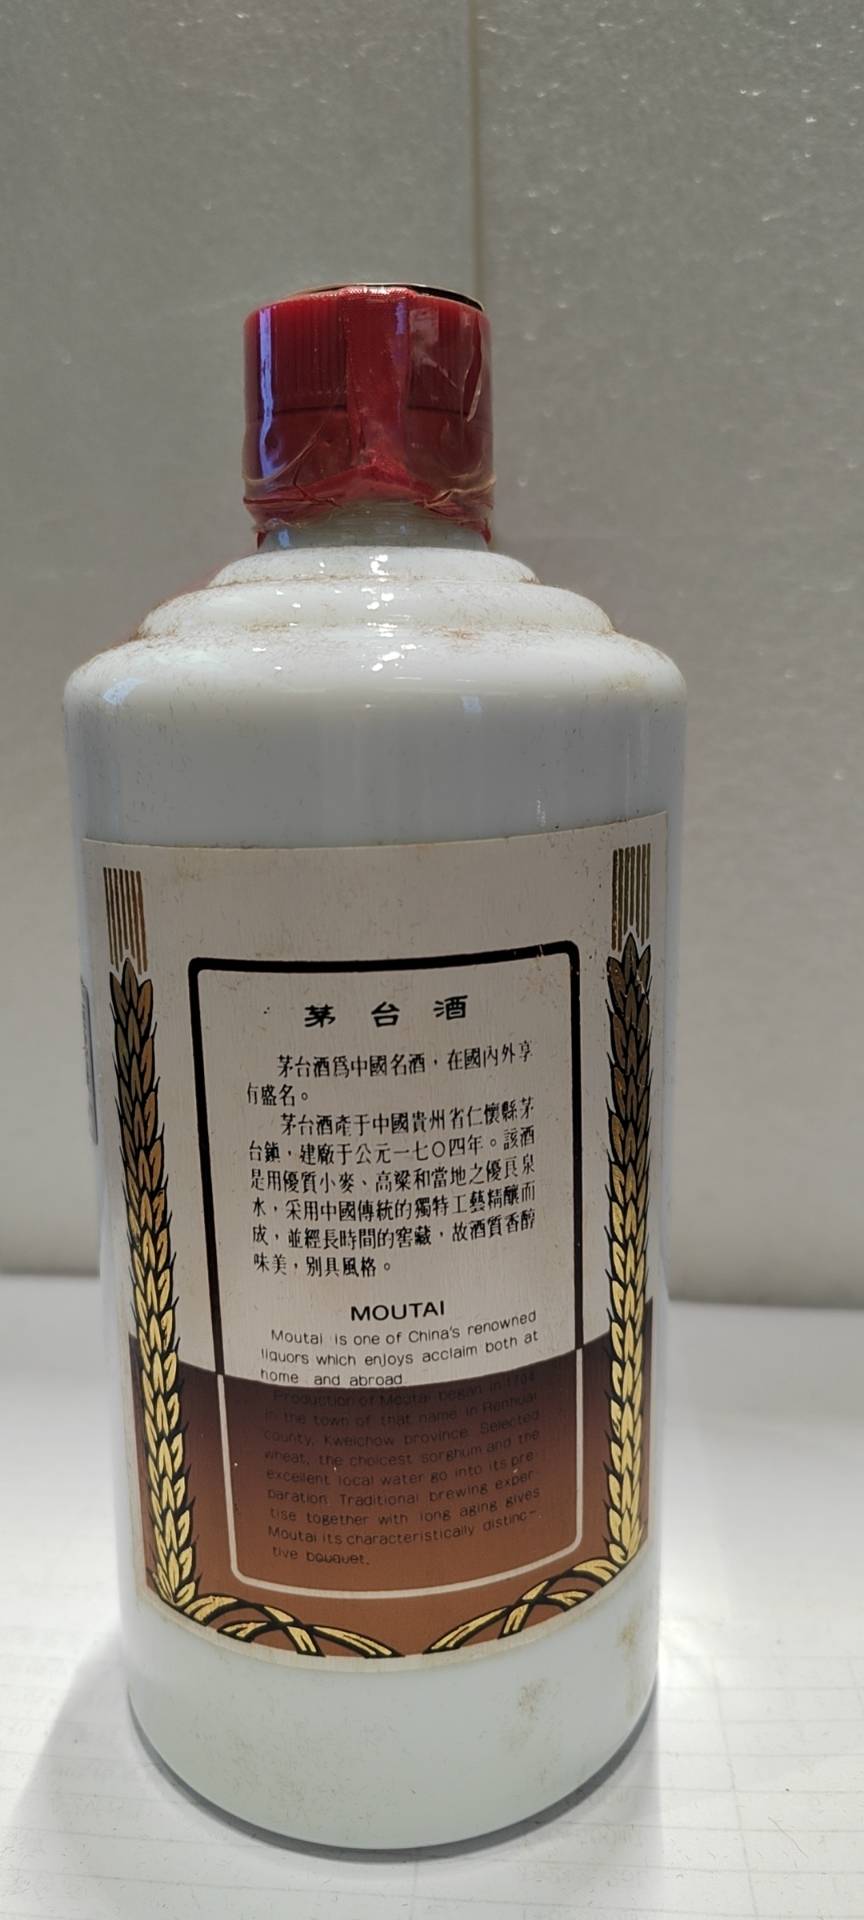 茅台酒
茅台酒爲中國名酒，在國內外享
有盛名。
茅台酒產于中國貴州省仁懷縣茅
台鎮，建廠于公元一七〇四年。該酒
是用優質小麥、高粱和當地之優良泉
水，采用中國傳統的獨特工藝精釀而
成，並經長時間的窖藏，故酒質香醇
味美，別具風格。
MOUTAI
Moutai is one of China's renowned
liquors which enjoys acclaim both at
home and abroad
Production of Moutai began in 1704
in the town of that name in Renhuai
county, Kweichow province. Selected
wheat, the choicest sorghum and the
excellent local water go into its pre-
paration. Traditional brewing exper-
tise together with long aging gives
Moutai its characteristically distinc-
tive bouquet.